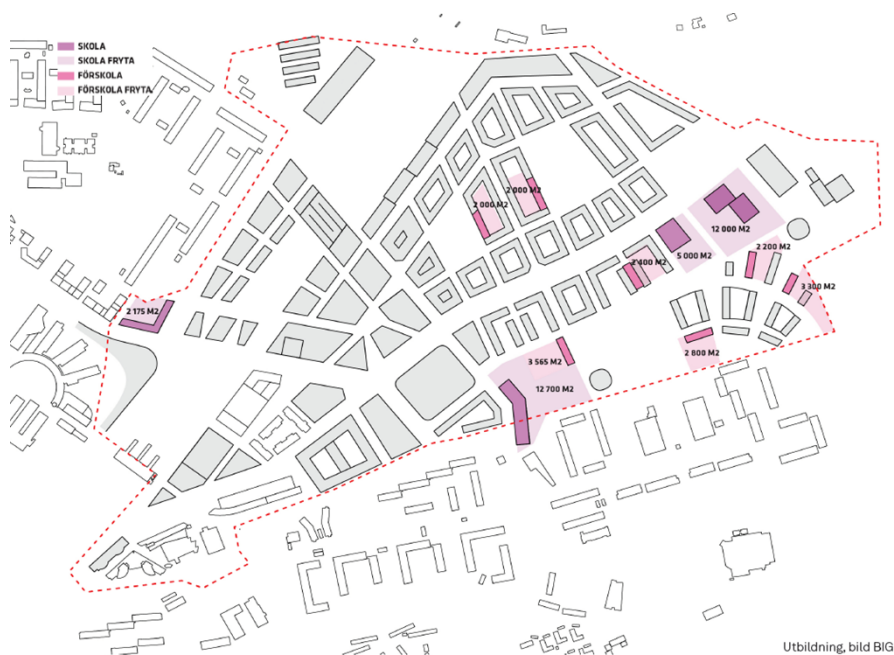 SKOLA
SKOLA FRYTA
FÖRSKOLA
FÖRSKOLA FRYTA
2 000 M2
2 000 M2
12 000 M2
5 000 M2
2 200 M2
2 400 M2
3 300 M2
2 175 M2
2 800 M2
3 565 M2
12 700 M2
Utbildning, bild BIG